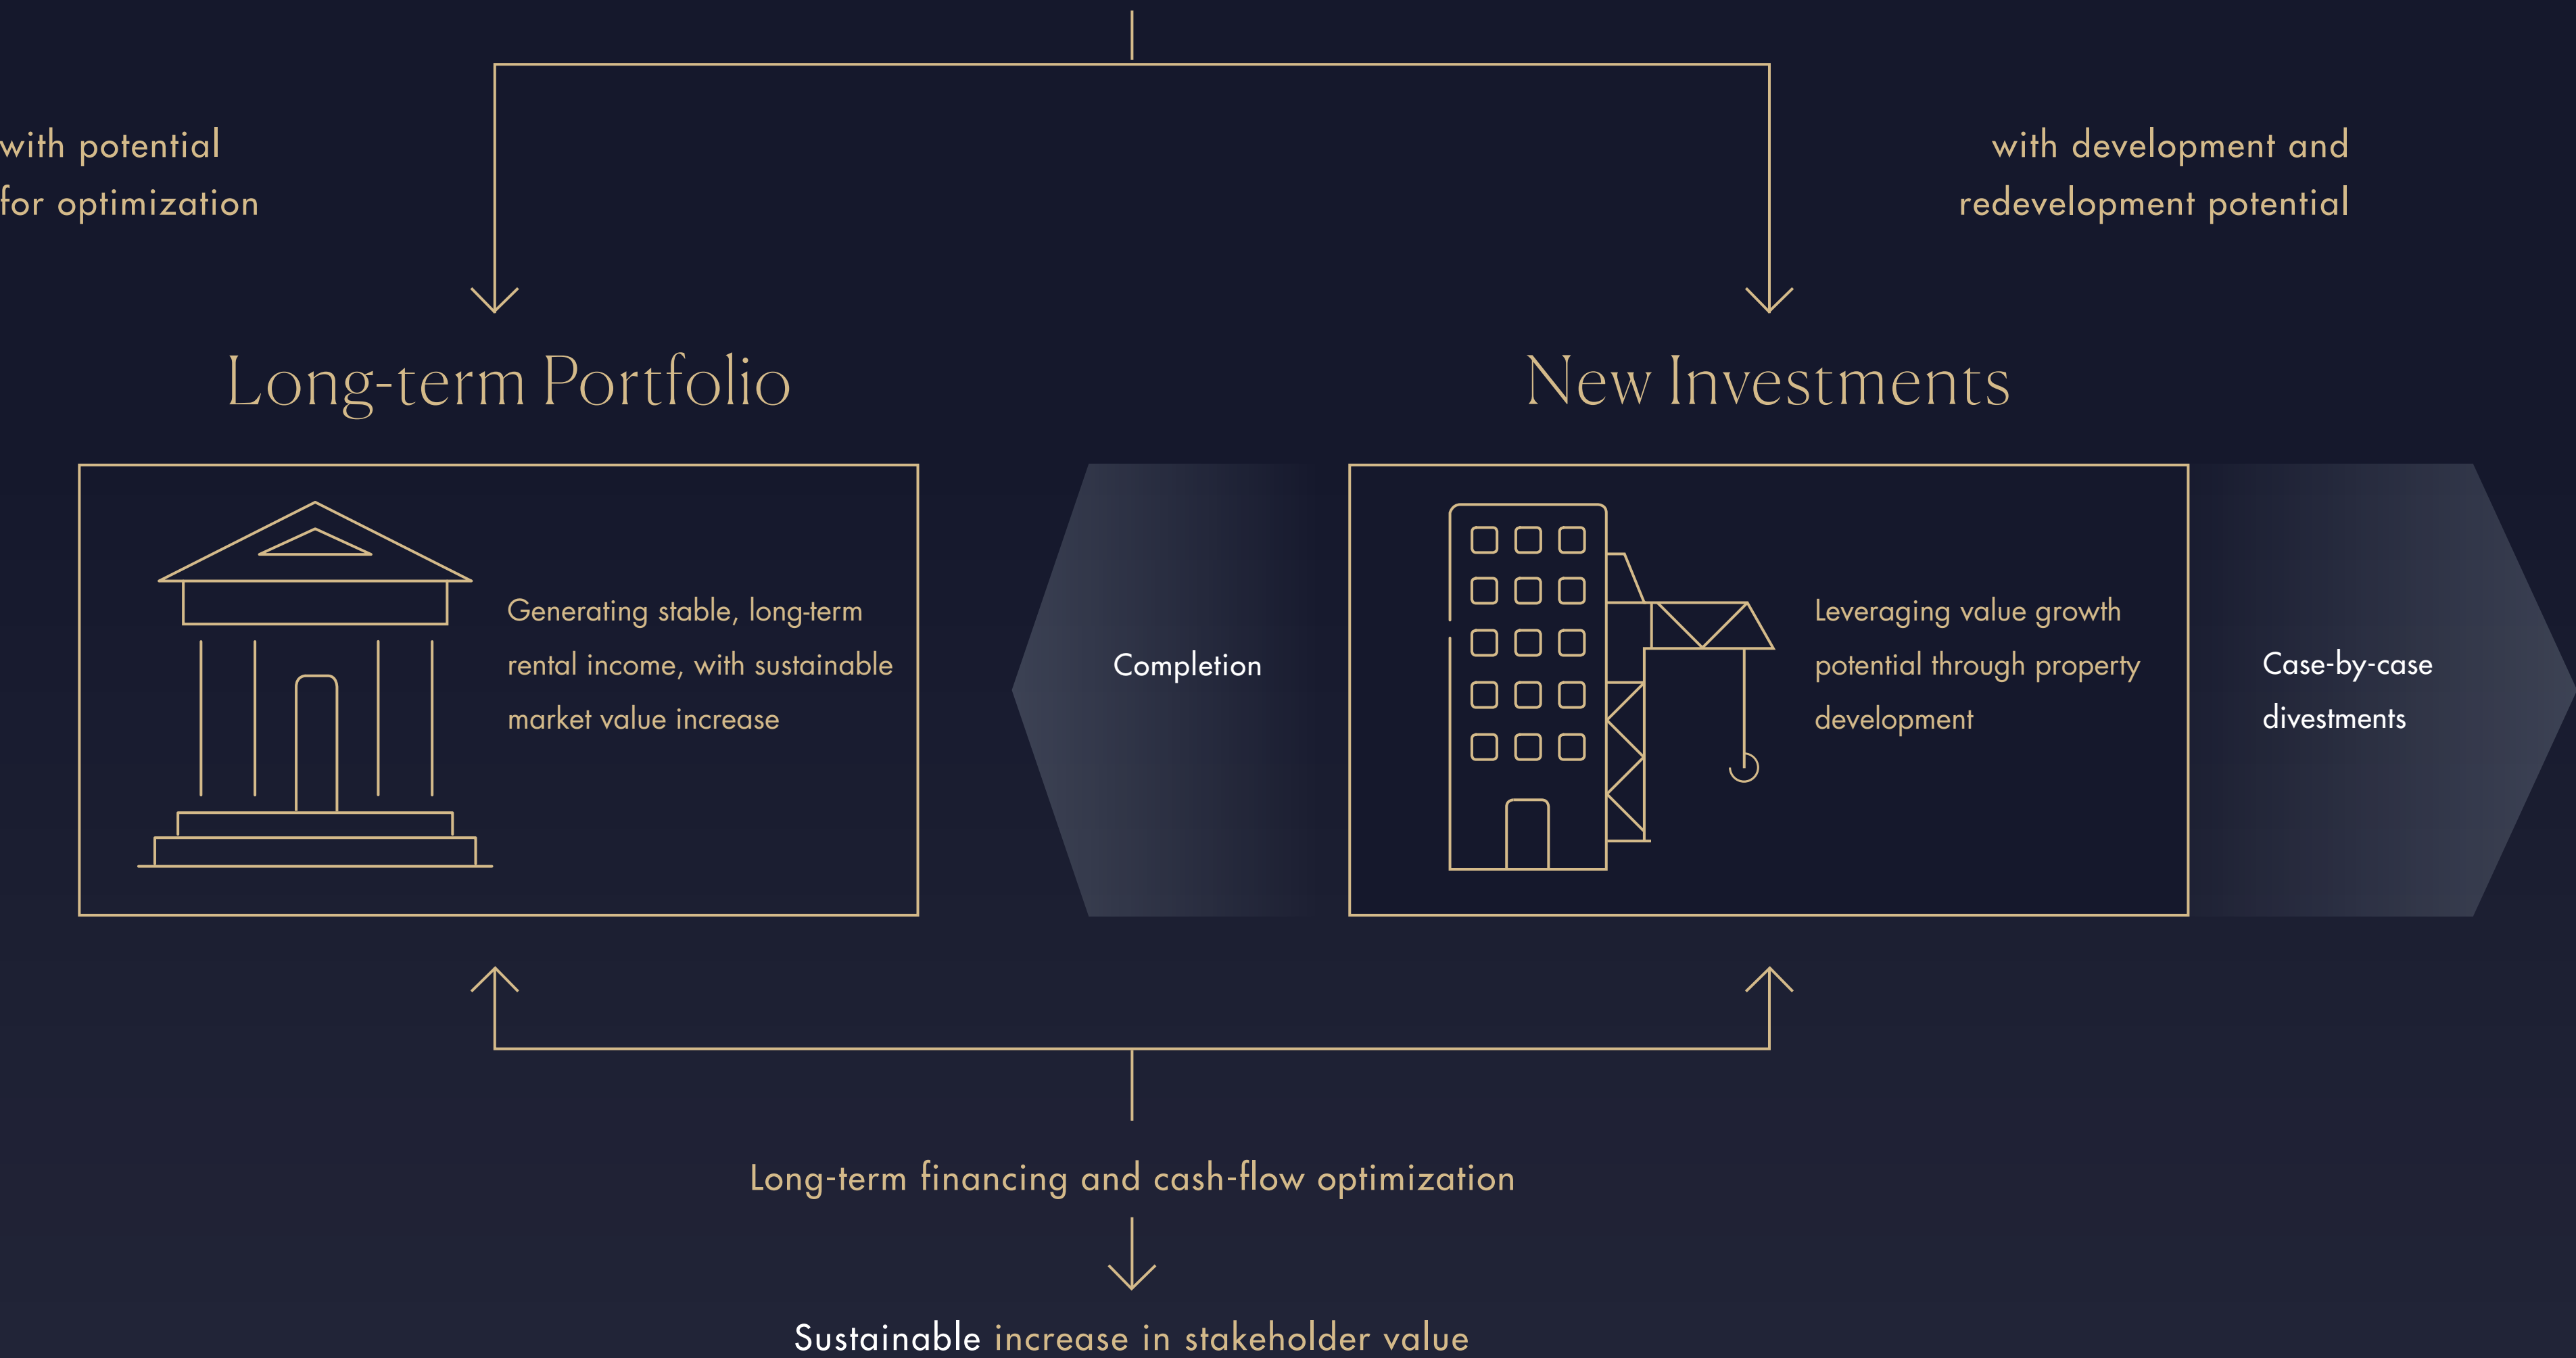 with potential
for optimization
with development and
redevelopment potential
Long-term Portfolio
New Investments
Generating stable, long-term
rental income, with sustainable
market value increase
Completion
Leveraging value growth
potential through property
development
Case-by-case
divestments
Long-term financing and cash-flow optimization
Sustainable increase in stakeholder value